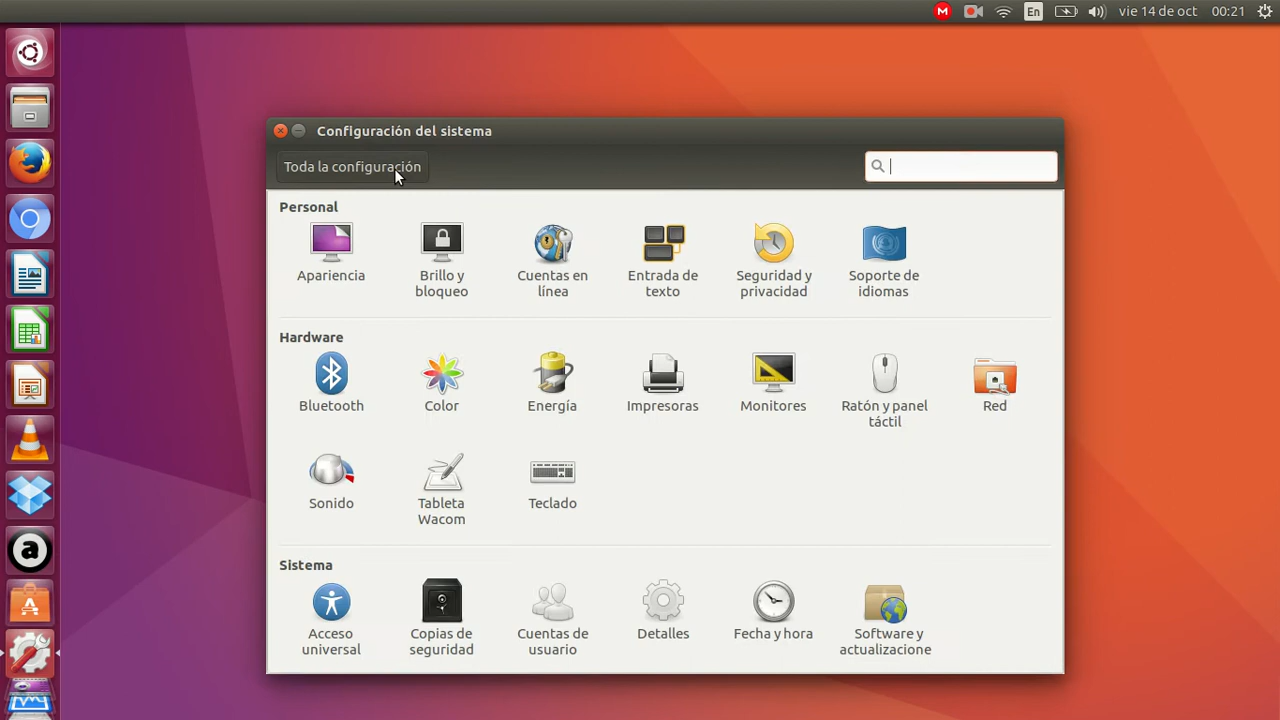 En vie 14 de oct 00:21
Configuración del sistema
Toda la configuración
Personal
Apariencia
Brillo y
bloqueo
Cuentas en
línea
Entrada de
texto
Seguridad y
privacidad
Soporte de
idiomas
Hardware
Bluetooth
Color
Energía
Impresoras
Monitores
Ratón y panel
táctil
Red
Sonido
Tableta
Wacom
Teclado
Sistema
Acceso
universal
Copias de
seguridad
Cuentas de
usuario
Detalles
Fecha y hora
Software y
actualizacione